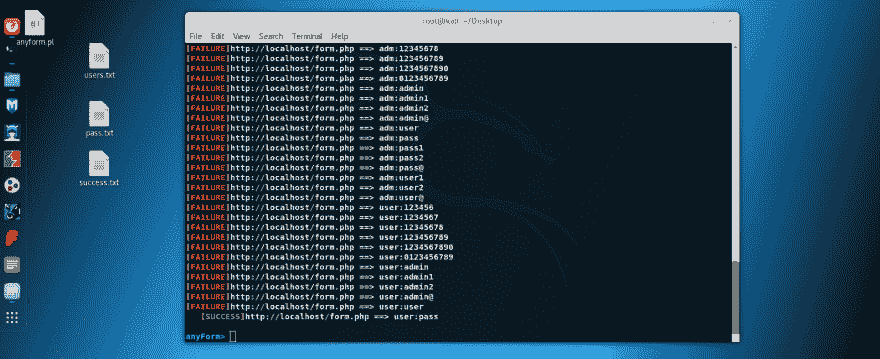 anyform.pl
users.txt
pass.txt
success.txt
File Edit View Search Terminal Help
[FAILURE]http://localhost/form.php ==> adm:12345678
[FAILURE]http://localhost/form.php ==> adm:123456789
[FAILURE]http://localhost/form.php ==> adm:1234567890
[FAILURE]http://localhost/form.php ==> adm:0123456789
[FAILURE]http://localhost/form.php ==> adm:admin
[FAILURE]http://localhost/form.php ==> adm:admin1
[FAILURE]http://localhost/form.php ==> adm:admin2
[FAILURE]http://localhost/form.php ==> adm:admin@
[FAILURE]http://localhost/form.php ==> adm:user
[FAILURE]http://localhost/form.php ==> adm:pass
[FAILURE]http://localhost/form.php ==> adm:pass1
[FAILURE]http://localhost/form.php ==> adm:pass2
[FAILURE]http://localhost/form.php ==> adm:pass@
[FAILURE]http://localhost/form.php ==> adm:user1
[FAILURE]http://localhost/form.php ==> adm:user2
[FAILURE]http://localhost/form.php ==> adm:user@
[FAILURE]http://localhost/form.php ==> user:123456
[FAILURE]http://localhost/form.php ==> user:1234567
[FAILURE]http://localhost/form.php ==> user:12345678
[FAILURE]http://localhost/form.php ==> user:123456789
[FAILURE]http://localhost/form.php ==> user:1234567890
[FAILURE]http://localhost/form.php ==> user:0123456789
[FAILURE]http://localhost/form.php ==> user:admin
[FAILURE]http://localhost/form.php ==> user:admin1
[FAILURE]http://localhost/form.php ==> user:admin2
[FAILURE]http://localhost/form.php ==> user:admin@
[FAILURE]http://localhost/form.php ==> user:user
[SUCCESS]http://localhost/form.php ==> user:pass
anyForm>